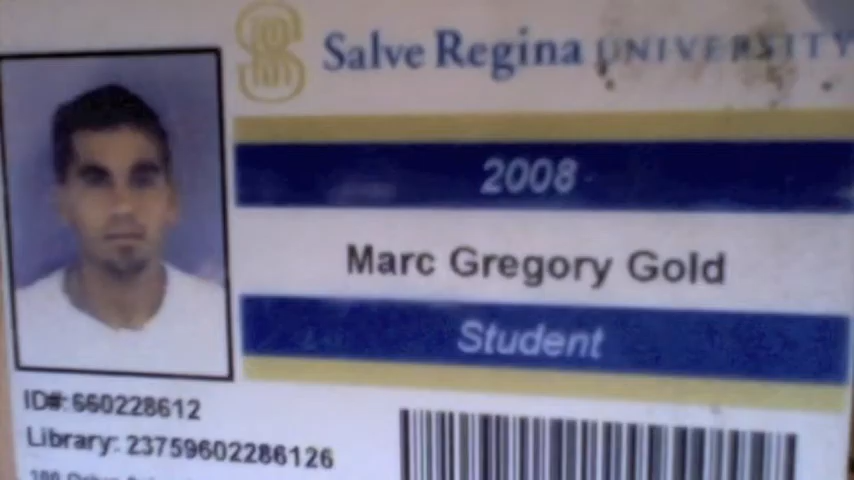 Salve Regina UNIVERSITY
2008
Marc Gregory Gold
Student
ID#: 660228612
Library: 23759602286126